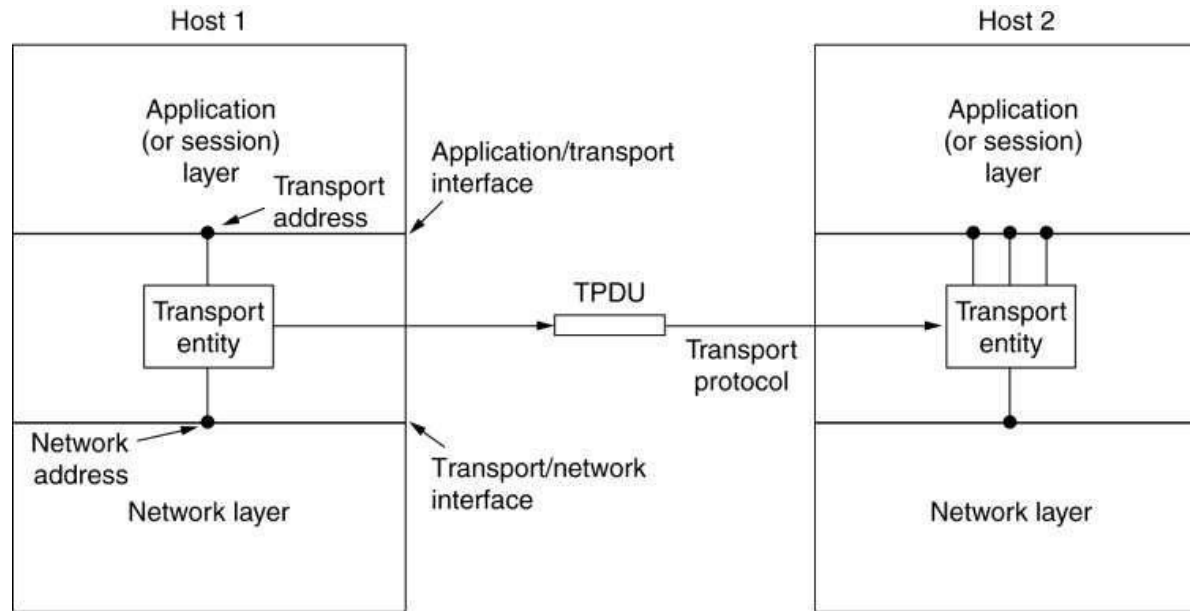 Host 1
Host 2
Application
(or session)
layer
Transport
address
Application/transport
interface
Application
(or session)
layer
Transport
entity
TPDU
Transport
protocol
Transport
entity
Network
address
Transport/network
interface
Network layer
Network layer